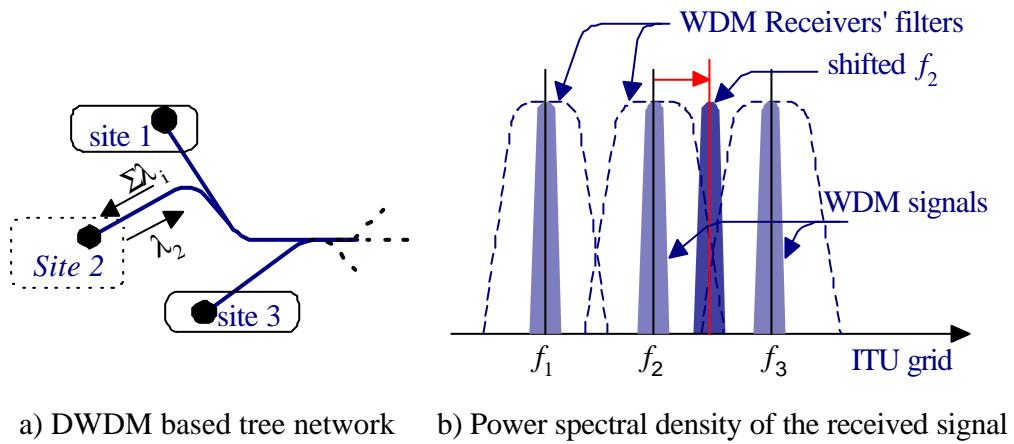 WDM Receivers' filters
shifted f2
site 1
Σλi
λ2
Site 2
WDM signals
site 3
f1
f2
f3
ITU grid
a) DWDM based tree network
b) Power spectral density of the received signal